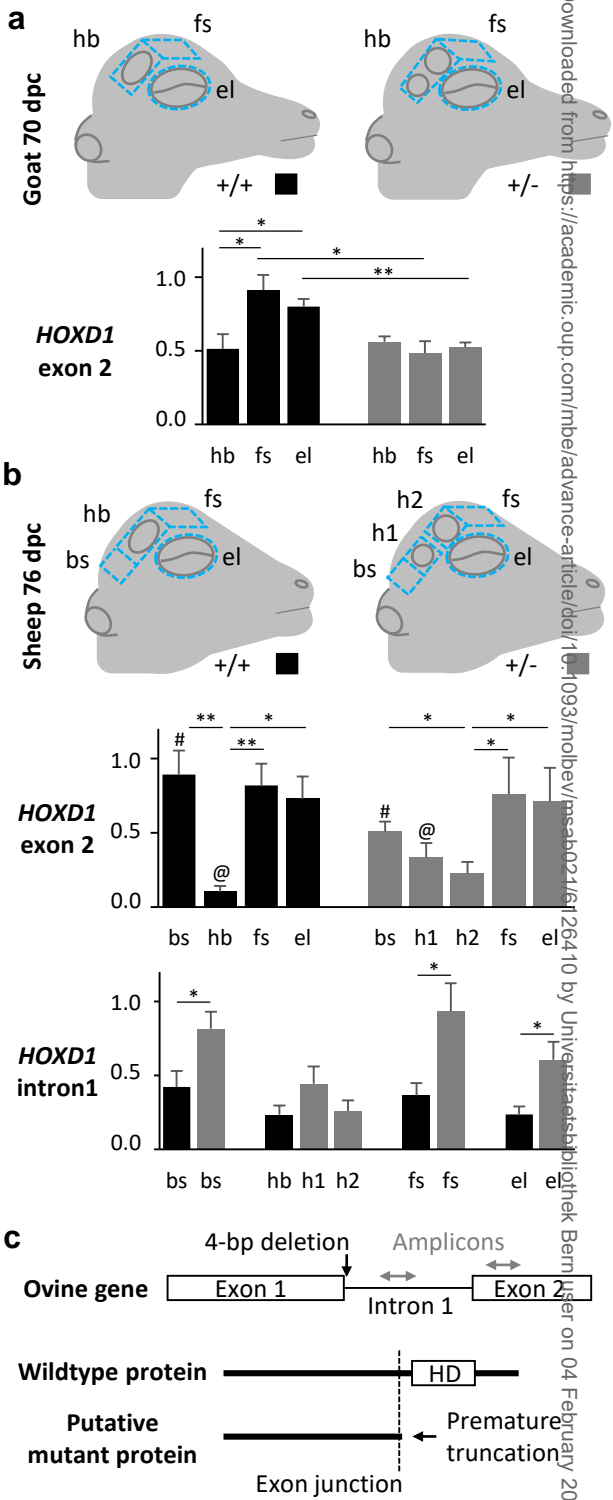 a
hb fs el
+/+
hb fs el
+/-
Goat 70 dpc
* * * **
HOXD1
exon 2
1.0
0.5
0.0
hb fs el hb fs el
b
hb fs bs el
+/+
h2 fs h1 bs el
+/-
Sheep 76 dpc
# ** * ** @ * * * # @
HOXD1
exon 2
1.0
0.5
0.0
bs hb fs el bs h1 h2 fs el
* * *
HOXD1
intron1
1.0
0.5
0.0
bs bs hb h1 h2 fs fs el el
c
4-bp deletion Amplicons
Ovine gene Exon 1 Intron 1 Exon 2
Wildtype protein HD
Putative
mutant protein
Premature
truncation
Exon junction
Downloaded from https://academic.oup.com/mbe/advance-article/doi/10.1093/molbev/msab021/6126410 by Universitaetsbibliothek Bern user on 04 February 20